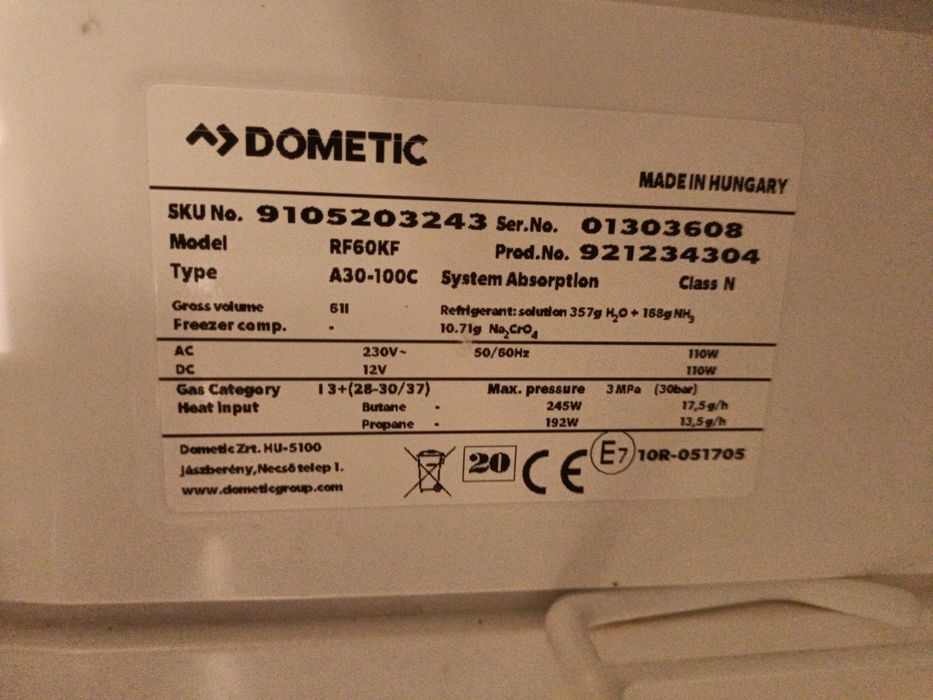 DOMETIC
MADE IN HUNGARY
SKU No. 9105203243 Ser.No. 01303608
Model RF60KF Prod.No. 921234304
Type A30-100C System Absorption Class N
Gross volume 61l Refrigerant: solution 357g H₂O + 168g NH₃
Freezer comp. - 10.71g Na₂CrO₄
AC 230V~ 50/60Hz 110W
DC 12V 110W
Gas Category I 3+(28-30/37) Max. pressure 3 MPa (30bar)
Heat Input Butane - 245W 17,5g/h
Propane - 192W 13,5g/h
Dometic Zrt. HU-5100
Jászberény, Necső telep 1.
www.dometicgroup.com
20 CE E7 10R-051705